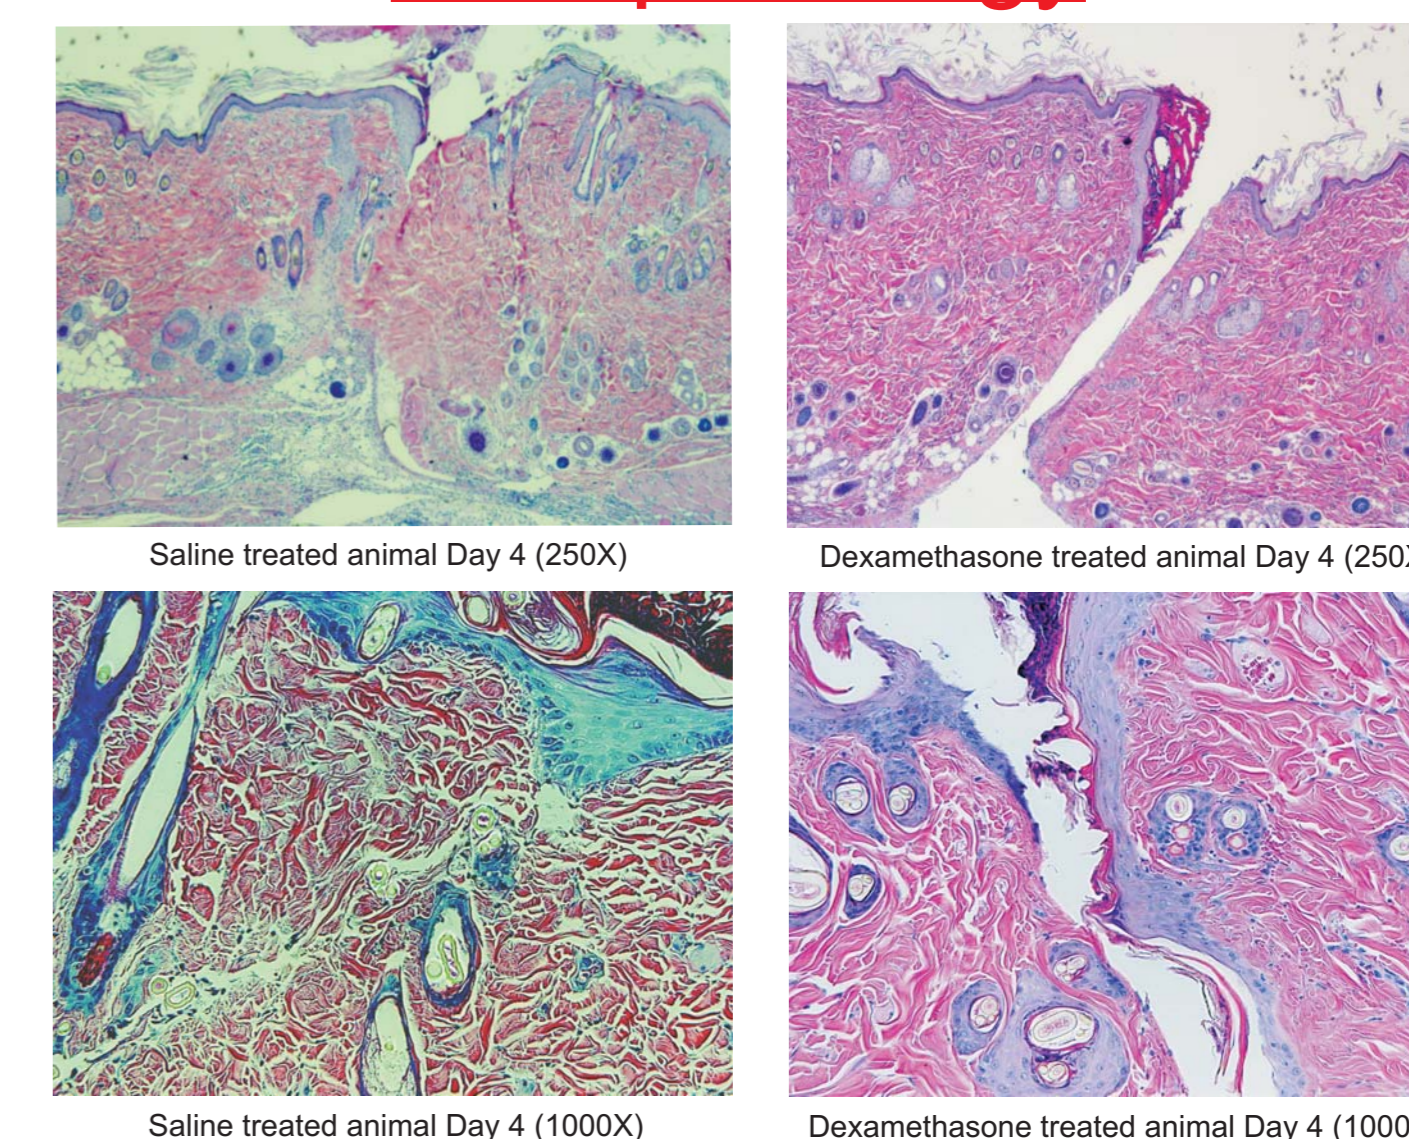 Saline treated animal Day 4 (250X)
Dexamethasone treated animal Day 4 (250X
Saline treated animal Day 4 (1000X)
Dexamethasone treated animal Day 4 (1000